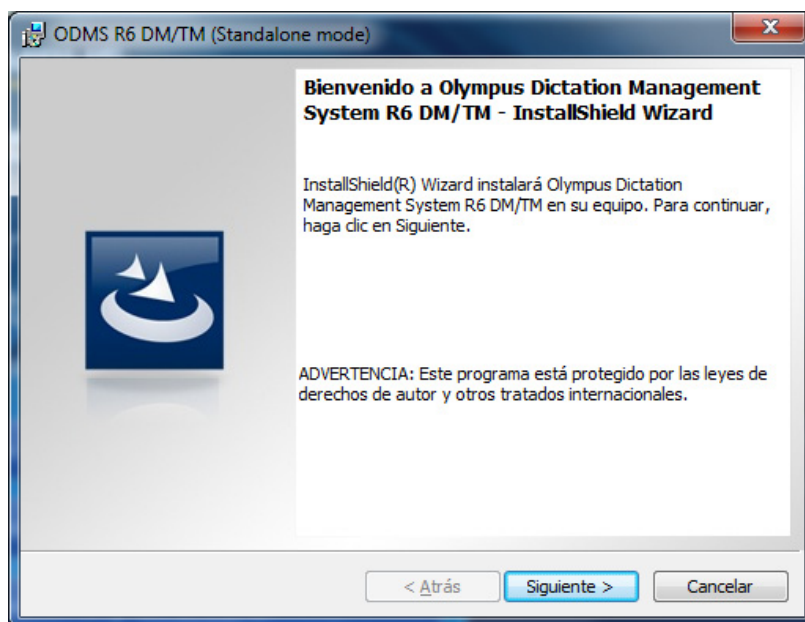 ODMS R6 DM/TM (Standalone mode)
Bienvenido a Olympus Dictation Management
System R6 DM/TM - InstallShield Wizard
InstallShield(R) Wizard instalará Olympus Dictation
Management System R6 DM/TM en su equipo. Para continuar,
haga clic en Siguiente.
ADVERTENCIA: Este programa está protegido por las leyes de
derechos de autor y otros tratados internacionales.
< Atrás Siguiente > Cancelar